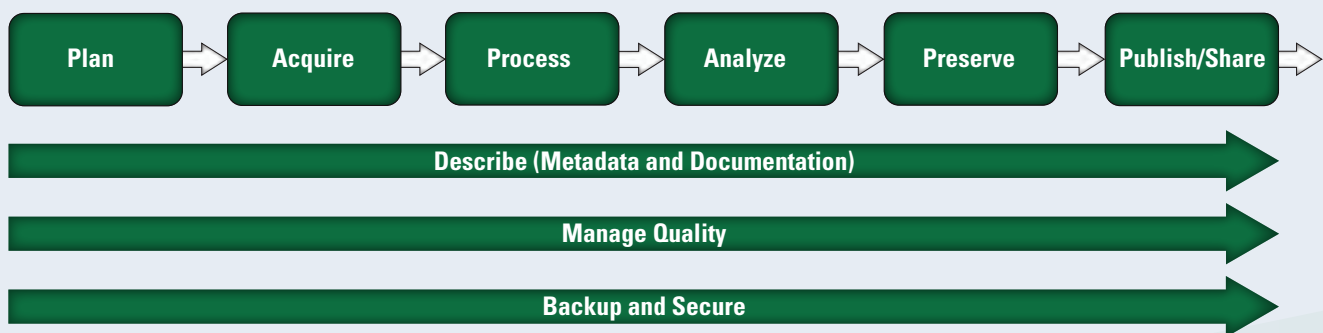 Plan
Acquire
Process
Analyze
Preserve
Publish/Share
Describe (Metadata and Documentation)
Manage Quality
Backup and Secure